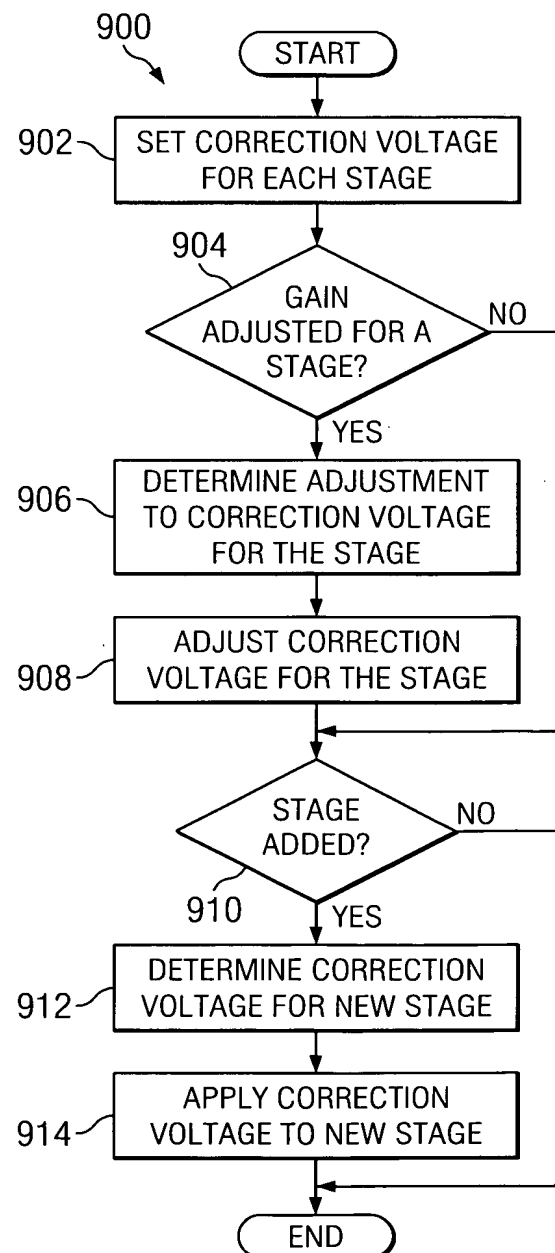 900
START
902
SET CORRECTION VOLTAGE
FOR EACH STAGE
904
GAIN
ADJUSTED FOR A
STAGE?
NO
YES
906
DETERMINE ADJUSTMENT
TO CORRECTION VOLTAGE
FOR THE STAGE
908
ADJUST CORRECTION
VOLTAGE FOR THE STAGE
STAGE
ADDED?
NO
910
YES
912
DETERMINE CORRECTION
VOLTAGE FOR NEW STAGE
914
APPLY CORRECTION
VOLTAGE TO NEW STAGE
END